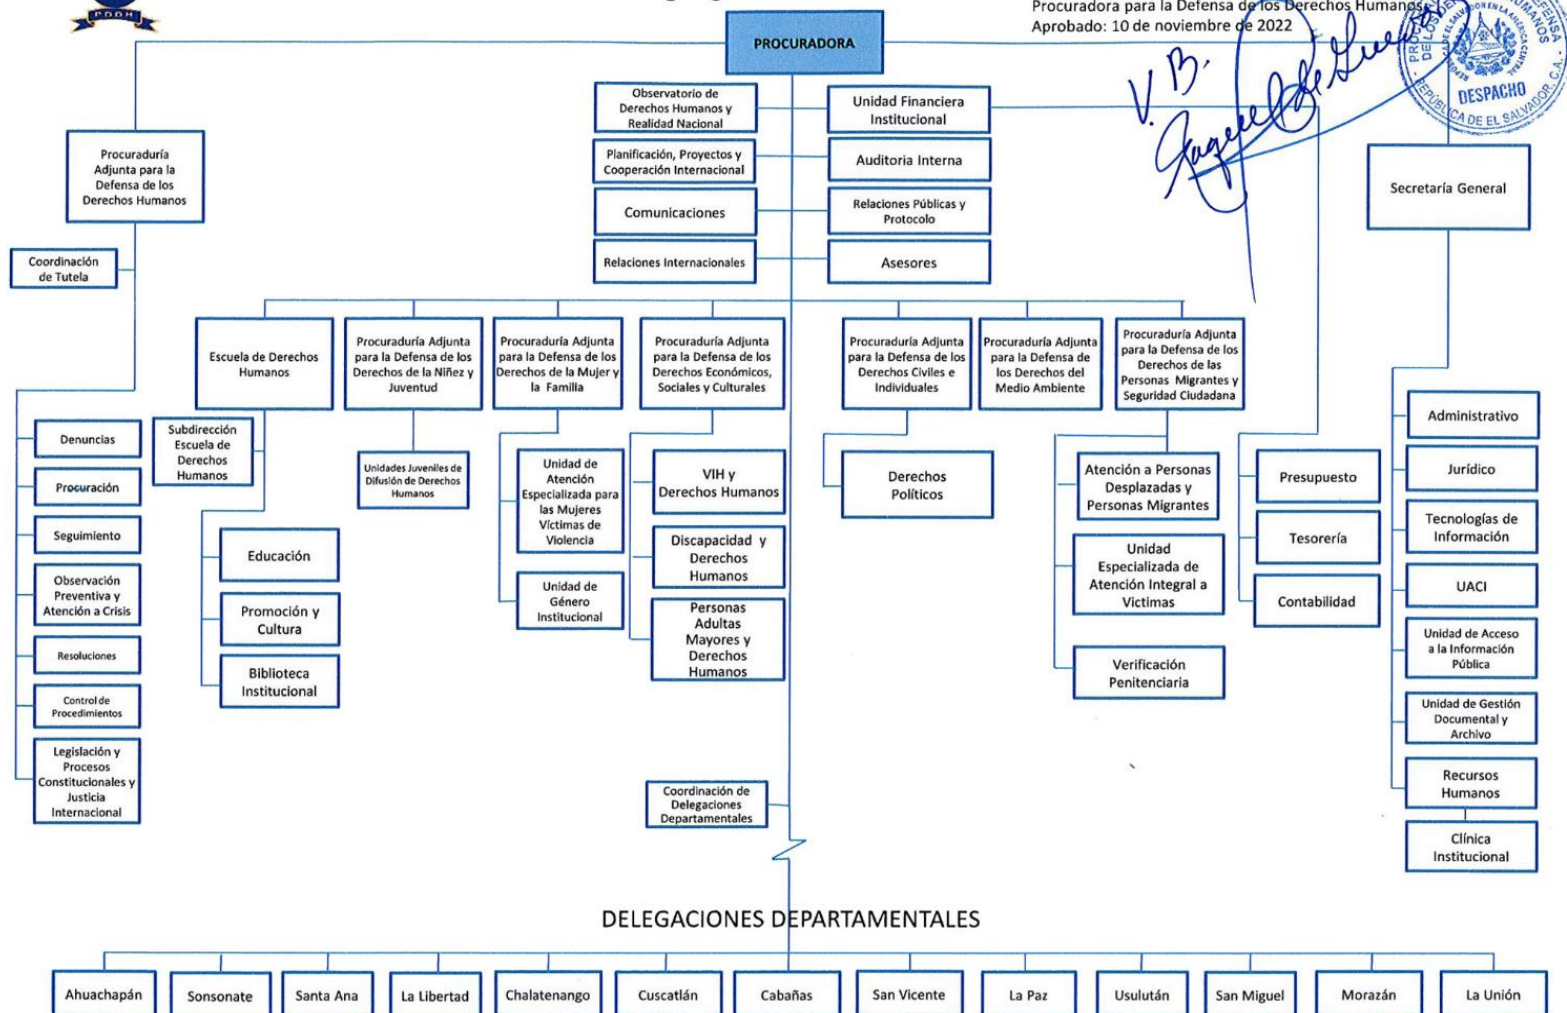 PDDH
Procuradora para la Defensa de los Derechos Humanos
Aprobado: 10 de noviembre de 2022
V. B.
DESPACHO
REPÚBLICA DE EL SALVADOR, C.A.
PROCURADORA
Observatorio de
Derechos Humanos y
Realidad Nacional
Unidad Financiera
Institucional
Planificación, Proyectos y
Cooperación Internacional
Auditoria Interna
Comunicaciones
Relaciones Públicas y
Protocolo
Relaciones Internacionales
Asesores
Procuraduría
Adjunta para la
Defensa de los
Derechos Humanos
Secretaría General
Coordinación
de Tutela
Escuela de Derechos
Humanos
Procuraduría Adjunta
para la Defensa de los
Derechos de la Niñez y
Juventud
Procuraduría Adjunta
para la Defensa de los
Derechos de la Mujer y
la Familia
Procuraduría Adjunta
para la Defensa de los
Derechos Económicos,
Sociales y Culturales
Procuraduría Adjunta
para la Defensa de los
Derechos Civiles e
Individuales
Procuraduría Adjunta
para la Defensa de
los Derechos del
Medio Ambiente
Procuraduría Adjunta
para la Defensa de los
Derechos de las
Personas Migrantes y
Seguridad Ciudadana
Denuncias
Procuración
Seguimiento
Observación
Preventiva y
Atención a Crisis
Resoluciones
Control de
Procedimientos
Legislación y
Procesos
Constitucionales y
Justicia
Internacional
Subdirección
Escuela de
Derechos
Humanos
Educación
Promoción y
Cultura
Biblioteca
Institucional
Unidades Juveniles de
Difusión de Derechos
Humanos
Unidad de
Atención
Especializada para
las Mujeres
Víctimas de
Violencia
Unidad de
Género
Institucional
VIH y
Derechos Humanos
Discapacidad y
Derechos
Humanos
Personas
Adultas
Mayores y
Derechos
Humanos
Derechos
Políticos
Atención a Personas
Desplazadas y
Personas Migrantes
Unidad
Especializada de
Atención Integral a
Victimas
Verificación
Penitenciaria
Presupuesto
Tesorería
Contabilidad
Administrativo
Jurídico
Tecnologías de
Información
UACI
Unidad de Acceso
a la Información
Pública
Unidad de Gestión
Documental y
Archivo
Recursos
Humanos
Clínica
Institucional
Coordinación de
Delegaciones
Departamentales
DELEGACIONES DEPARTAMENTALES
Ahuachapán
Sonsonate
Santa Ana
La Libertad
Chalatenango
Cuscatlán
Cabañas
San Vicente
La Paz
Usulután
San Miguel
Morazán
La Unión